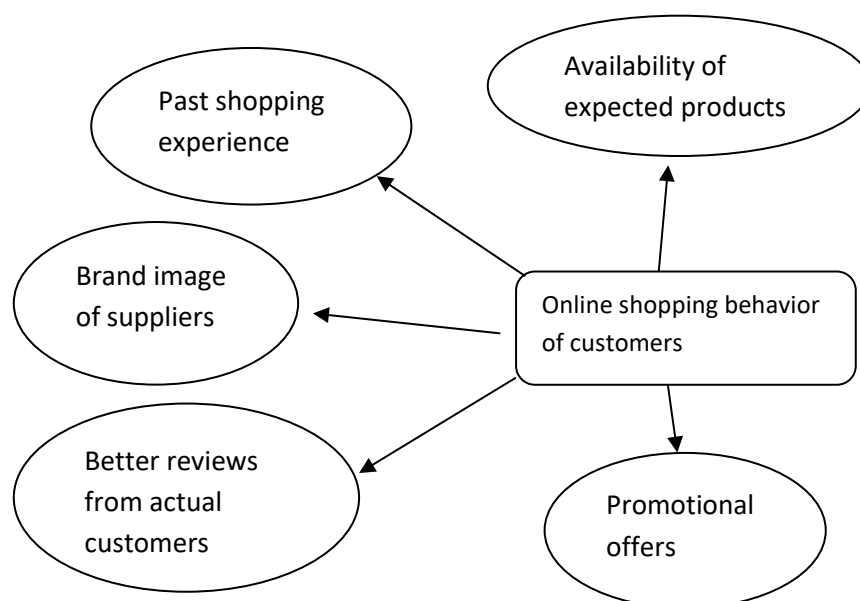 Past shopping
experience
Availability of
expected products
Brand image
of suppliers
Online shopping behavior
of customers
Better reviews
from actual
customers
Promotional
offers